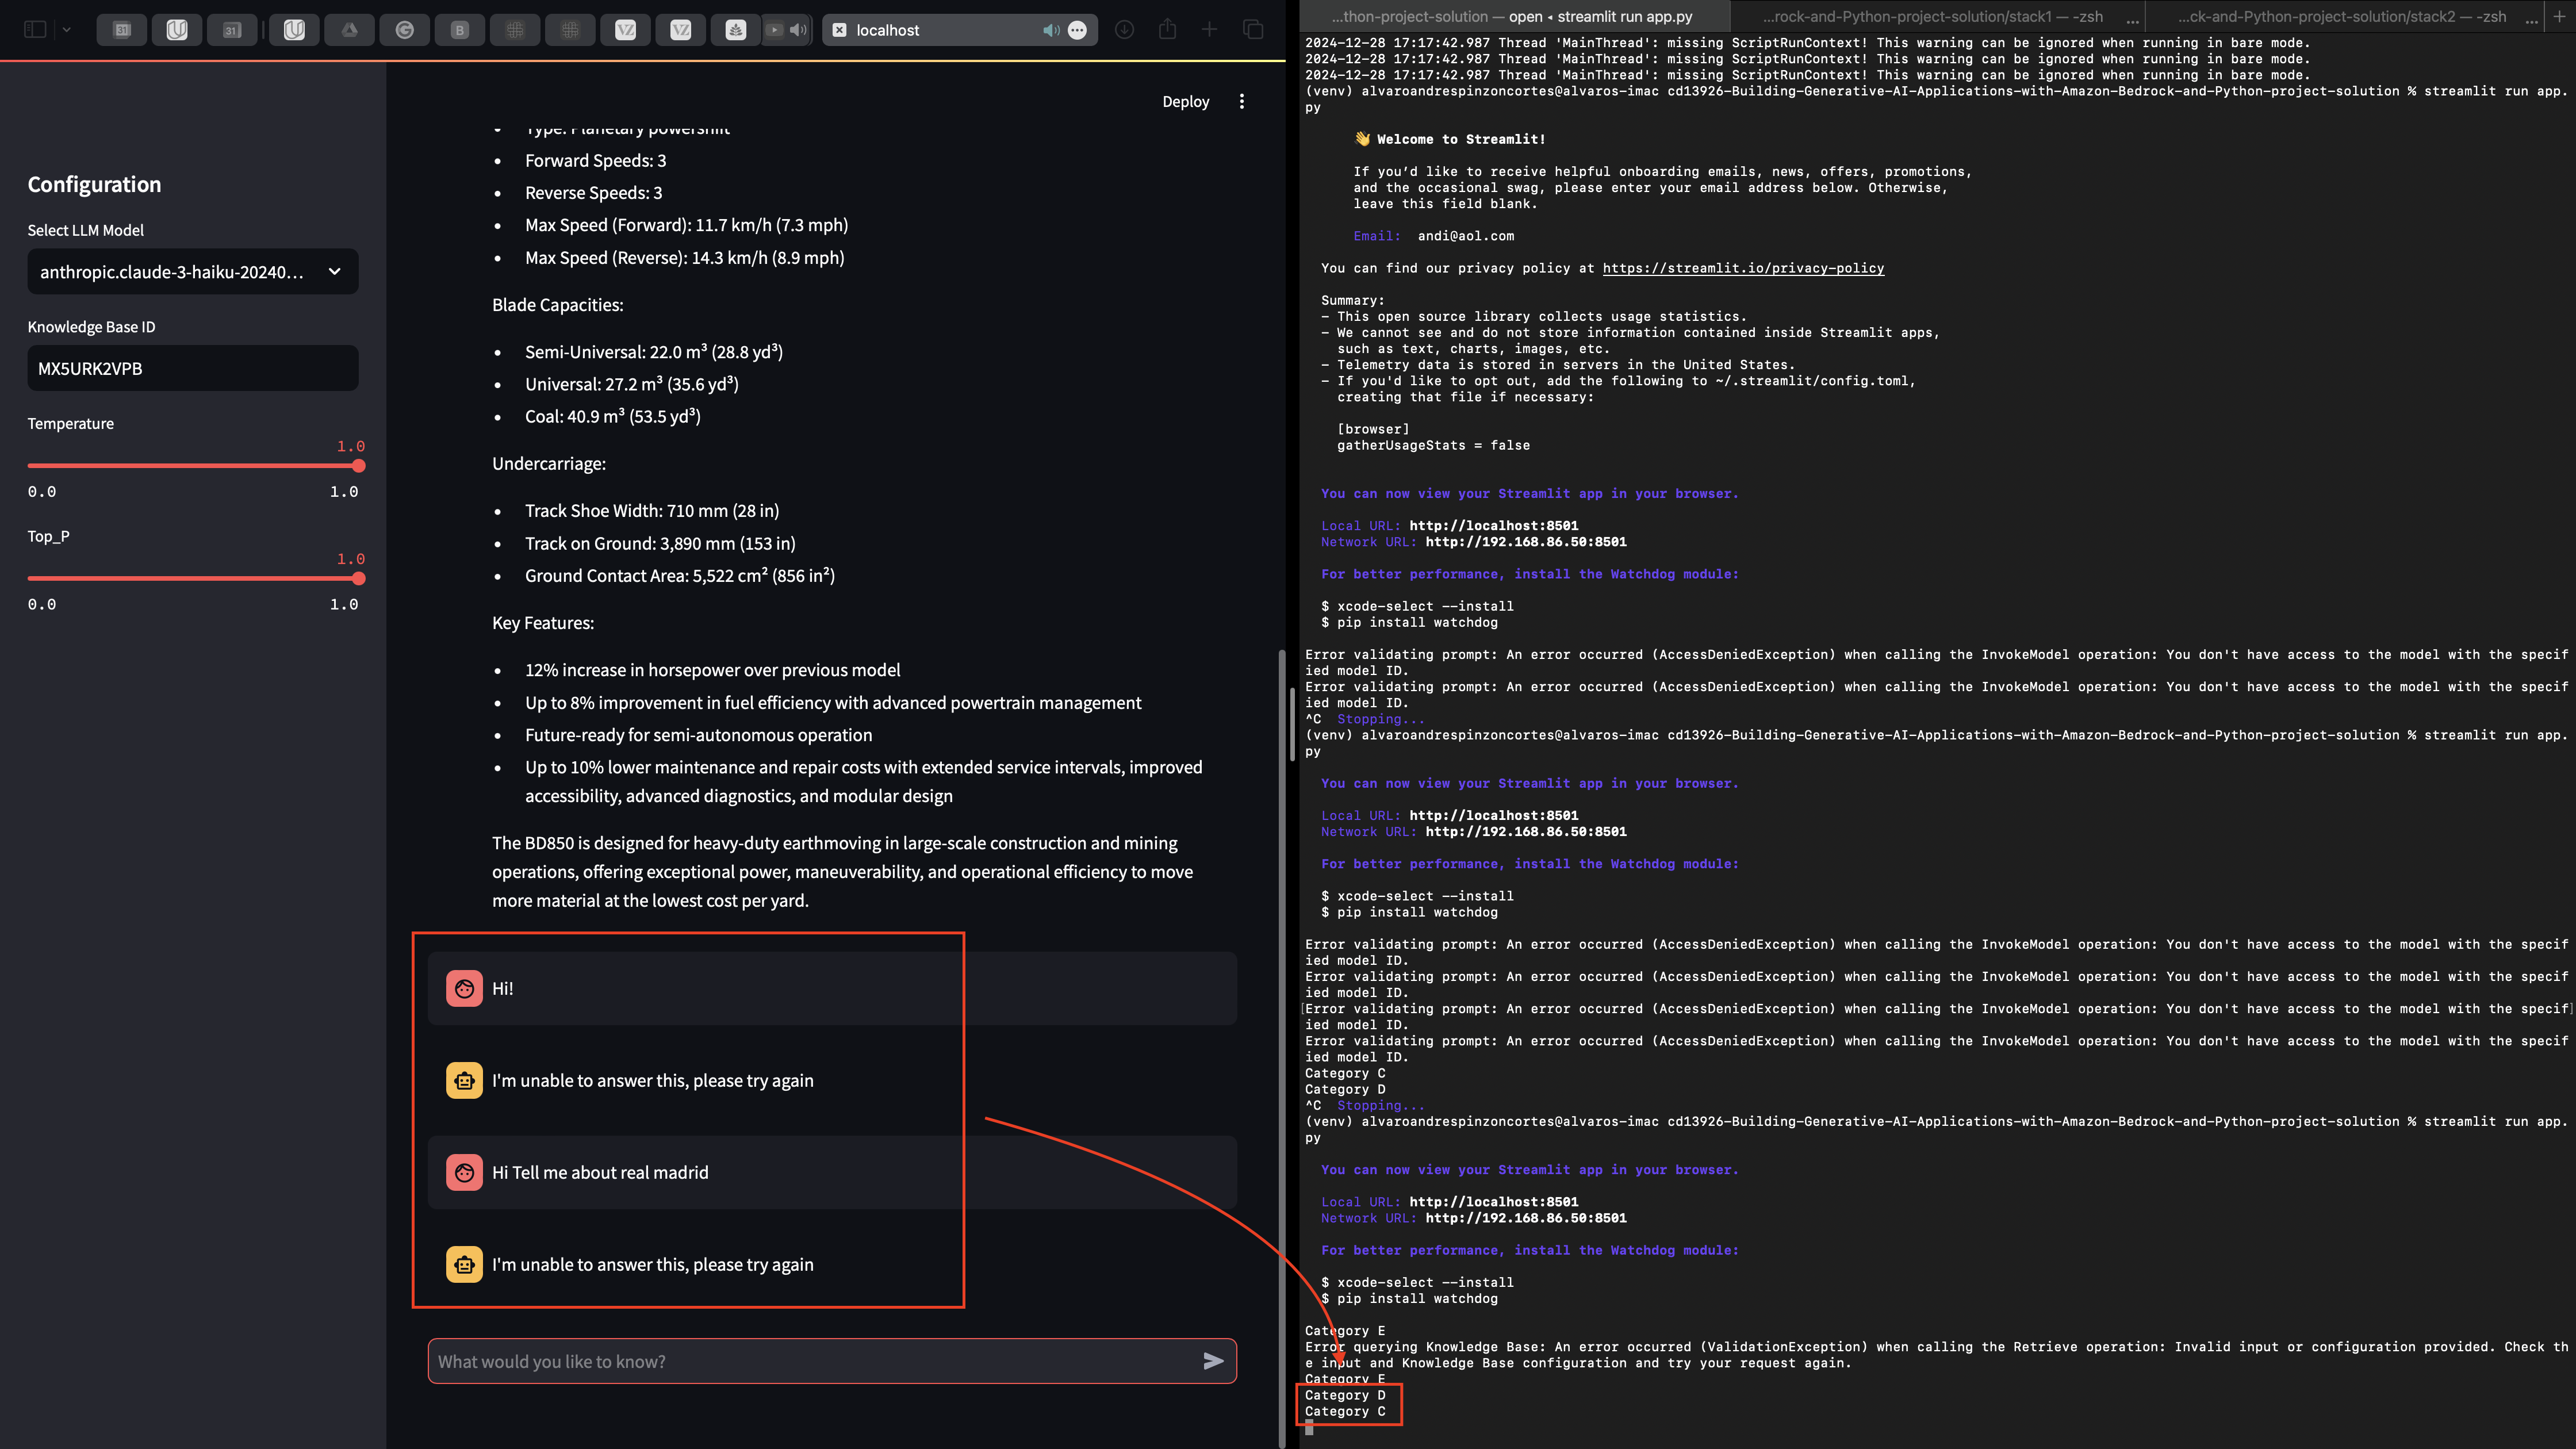 localhost
Deploy
Configuration
Select LLM Model
anthropic.claude-3-haiku-20240...
Knowledge Base ID
MX5URK2VPB
Temperature
1.0
0.0 1.0
Top_P
1.0
0.0 1.0
• Type: Planetary powershift
• Forward Speeds: 3
• Reverse Speeds: 3
• Max Speed (Forward): 11.7 km/h (7.3 mph)
• Max Speed (Reverse): 14.3 km/h (8.9 mph)
Blade Capacities:
• Semi-Universal: 22.0 m³ (28.8 yd³)
• Universal: 27.2 m³ (35.6 yd³)
• Coal: 40.9 m³ (53.5 yd³)
Undercarriage:
• Track Shoe Width: 710 mm (28 in)
• Track on Ground: 3,890 mm (153 in)
• Ground Contact Area: 5,522 cm² (856 in²)
Key Features:
• 12% increase in horsepower over previous model
• Up to 8% improvement in fuel efficiency with advanced powertrain management
• Future-ready for semi-autonomous operation
• Up to 10% lower maintenance and repair costs with extended service intervals, improved
accessibility, advanced diagnostics, and modular design
The BD850 is designed for heavy-duty earthmoving in large-scale construction and mining
operations, offering exceptional power, maneuverability, and operational efficiency to move
more material at the lowest cost per yard.
Hi!
I'm unable to answer this, please try again
Hi Tell me about real madrid
I'm unable to answer this, please try again
What would you like to know?
...thon-project-solution — open ◂ streamlit run app.py
...rock-and-Python-project-solution/stack1 — -zsh ...
...ck-and-Python-project-solution/stack2 — -zsh ...
2024-12-28 17:17:42.987 Thread 'MainThread': missing ScriptRunContext! This warning can be ignored when running in bare mode.
2024-12-28 17:17:42.987 Thread 'MainThread': missing ScriptRunContext! This warning can be ignored when running in bare mode.
2024-12-28 17:17:42.987 Thread 'MainThread': missing ScriptRunContext! This warning can be ignored when running in bare mode.
(venv) alvaroandrespinzoncortes@alvaros-imac cd13926-Building-Generative-AI-Applications-with-Amazon-Bedrock-and-Python-project-solution % streamlit run app.
py
👋 Welcome to Streamlit!
If you’d like to receive helpful onboarding emails, news, offers, promotions,
and the occasional swag, please enter your email address below. Otherwise,
leave this field blank.
Email: andi@aol.com
You can find our privacy policy at https://streamlit.io/privacy-policy
Summary:
- This open source library collects usage statistics.
- We cannot see and do not store information contained inside Streamlit apps,
such as text, charts, images, etc.
- Telemetry data is stored in servers in the United States.
- If you'd like to opt out, add the following to ~/.streamlit/config.toml,
creating that file if necessary:
[browser]
gatherUsageStats = false
You can now view your Streamlit app in your browser.
Local URL: http://localhost:8501
Network URL: http://192.168.86.50:8501
For better performance, install the Watchdog module:
$ xcode-select --install
$ pip install watchdog
Error validating prompt: An error occurred (AccessDeniedException) when calling the InvokeModel operation: You don't have access to the model with the specif
ied model ID.
Error validating prompt: An error occurred (AccessDeniedException) when calling the InvokeModel operation: You don't have access to the model with the specif
ied model ID.
^C Stopping...
(venv) alvaroandrespinzoncortes@alvaros-imac cd13926-Building-Generative-AI-Applications-with-Amazon-Bedrock-and-Python-project-solution % streamlit run app.
py
You can now view your Streamlit app in your browser.
Local URL: http://localhost:8501
Network URL: http://192.168.86.50:8501
For better performance, install the Watchdog module:
$ xcode-select --install
$ pip install watchdog
Error validating prompt: An error occurred (AccessDeniedException) when calling the InvokeModel operation: You don't have access to the model with the specif
ied model ID.
Error validating prompt: An error occurred (AccessDeniedException) when calling the InvokeModel operation: You don't have access to the model with the specif
ied model ID.
[Error validating prompt: An error occurred (AccessDeniedException) when calling the InvokeModel operation: You don't have access to the model with the specif]
ied model ID.
Error validating prompt: An error occurred (AccessDeniedException) when calling the InvokeModel operation: You don't have access to the model with the specif
ied model ID.
Category C
Category D
^C Stopping...
(venv) alvaroandrespinzoncortes@alvaros-imac cd13926-Building-Generative-AI-Applications-with-Amazon-Bedrock-and-Python-project-solution % streamlit run app.
py
You can now view your Streamlit app in your browser.
Local URL: http://localhost:8501
Network URL: http://192.168.86.50:8501
For better performance, install the Watchdog module:
$ xcode-select --install
$ pip install watchdog
Category E
Error querying Knowledge Base: An error occurred (ValidationException) when calling the Retrieve operation: Invalid input or configuration provided. Check th
e input and Knowledge Base configuration and try your request again.
Category E
Category D
Category C